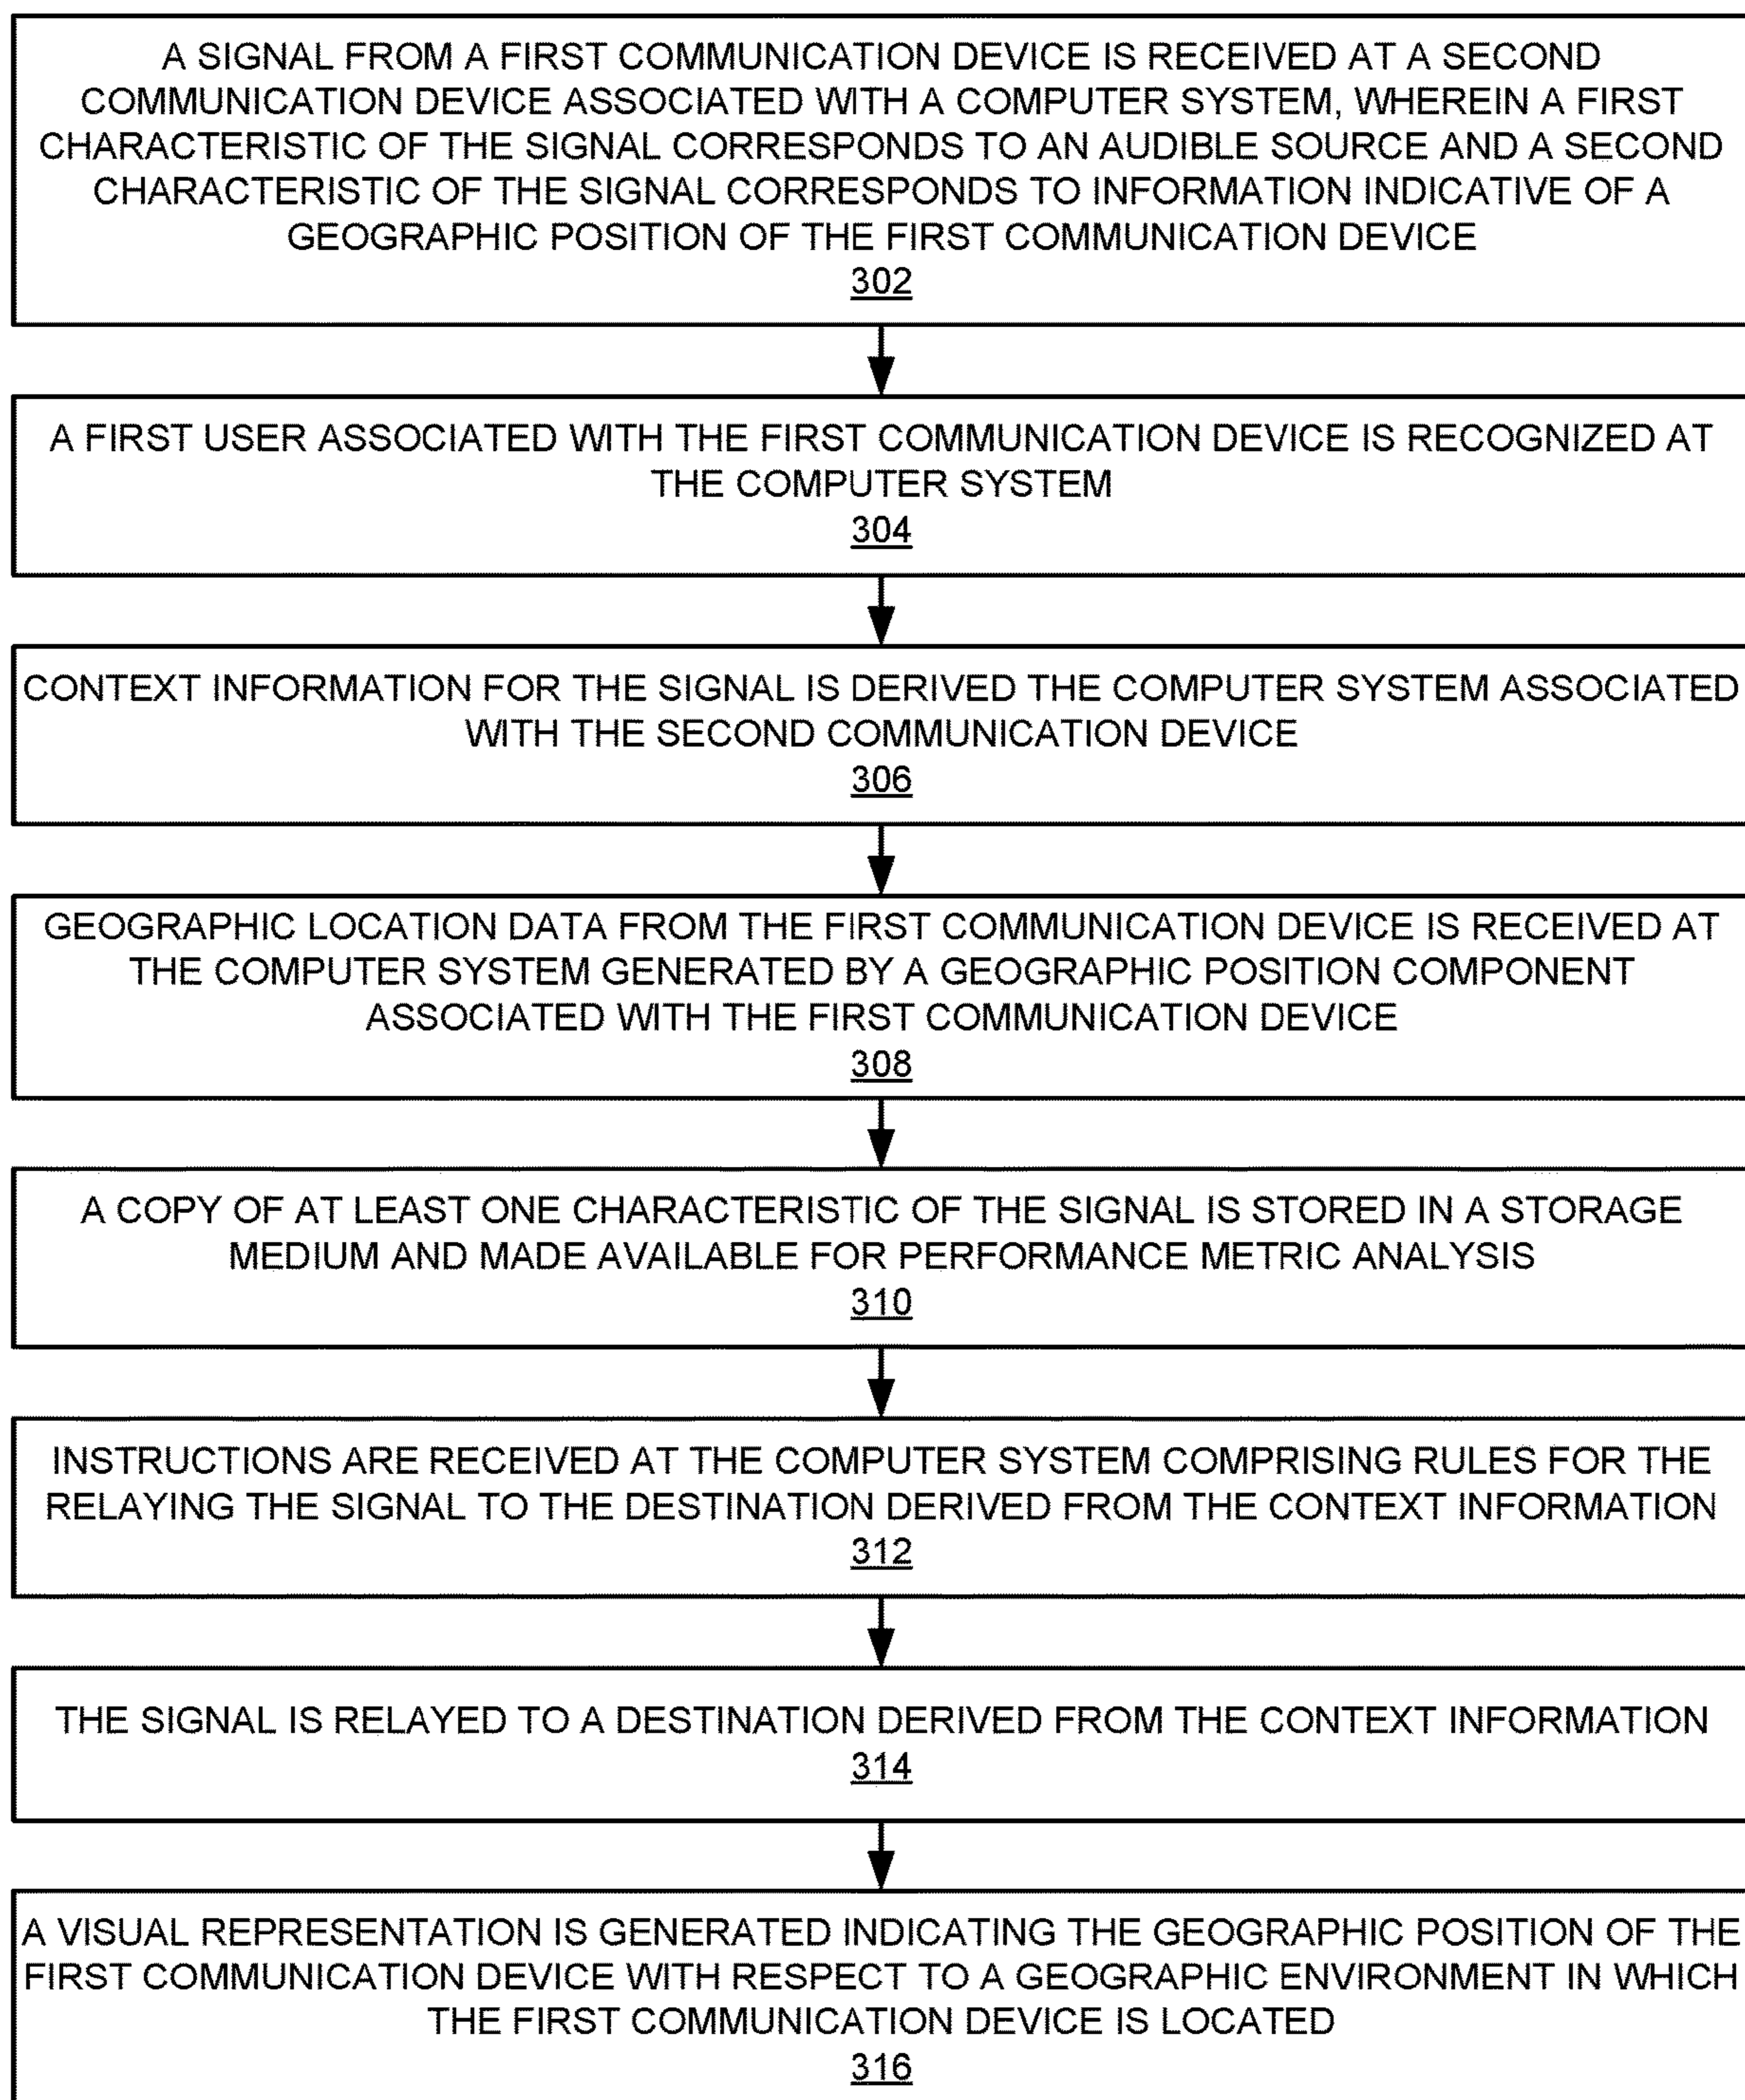 A SIGNAL FROM A FIRST COMMUNICATION DEVICE IS RECEIVED AT A SECOND
COMMUNICATION DEVICE ASSOCIATED WITH A COMPUTER SYSTEM, WHEREIN A FIRST
CHARACTERISTIC OF THE SIGNAL CORRESPONDS TO AN AUDIBLE SOURCE AND A SECOND
CHARACTERISTIC OF THE SIGNAL CORRESPONDS TO INFORMATION INDICATIVE OF A
GEOGRAPHIC POSITION OF THE FIRST COMMUNICATION DEVICE
302
A FIRST USER ASSOCIATED WITH THE FIRST COMMUNICATION DEVICE IS RECOGNIZED AT
THE COMPUTER SYSTEM
304
CONTEXT INFORMATION FOR THE SIGNAL IS DERIVED THE COMPUTER SYSTEM ASSOCIATED
WITH THE SECOND COMMUNICATION DEVICE
306
GEOGRAPHIC LOCATION DATA FROM THE FIRST COMMUNICATION DEVICE IS RECEIVED AT
THE COMPUTER SYSTEM GENERATED BY A GEOGRAPHIC POSITION COMPONENT
ASSOCIATED WITH THE FIRST COMMUNICATION DEVICE
308
A COPY OF AT LEAST ONE CHARACTERISTIC OF THE SIGNAL IS STORED IN A STORAGE
MEDIUM AND MADE AVAILABLE FOR PERFORMANCE METRIC ANALYSIS
310
INSTRUCTIONS ARE RECEIVED AT THE COMPUTER SYSTEM COMPRISING RULES FOR THE
RELAYING THE SIGNAL TO THE DESTINATION DERIVED FROM THE CONTEXT INFORMATION
312
THE SIGNAL IS RELAYED TO A DESTINATION DERIVED FROM THE CONTEXT INFORMATION
314
A VISUAL REPRESENTATION IS GENERATED INDICATING THE GEOGRAPHIC POSITION OF THE
FIRST COMMUNICATION DEVICE WITH RESPECT TO A GEOGRAPHIC ENVIRONMENT IN WHICH
THE FIRST COMMUNICATION DEVICE IS LOCATED
316